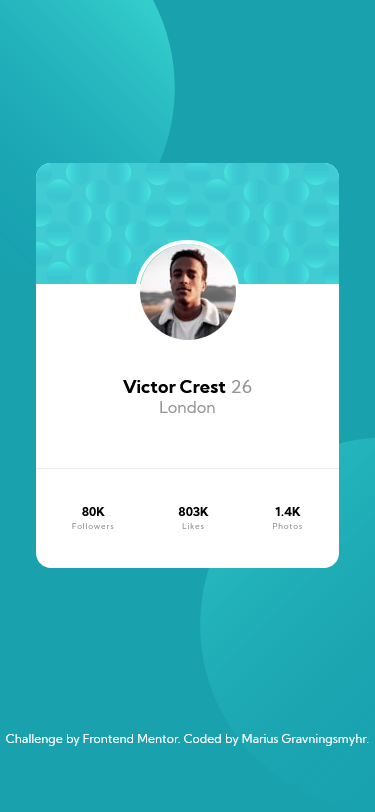 Victor Crest 26
London
80K 803K 1.4K
Followers Likes Photos
Challenge by Frontend Mentor. Coded by Marius Gravningsmyhr.